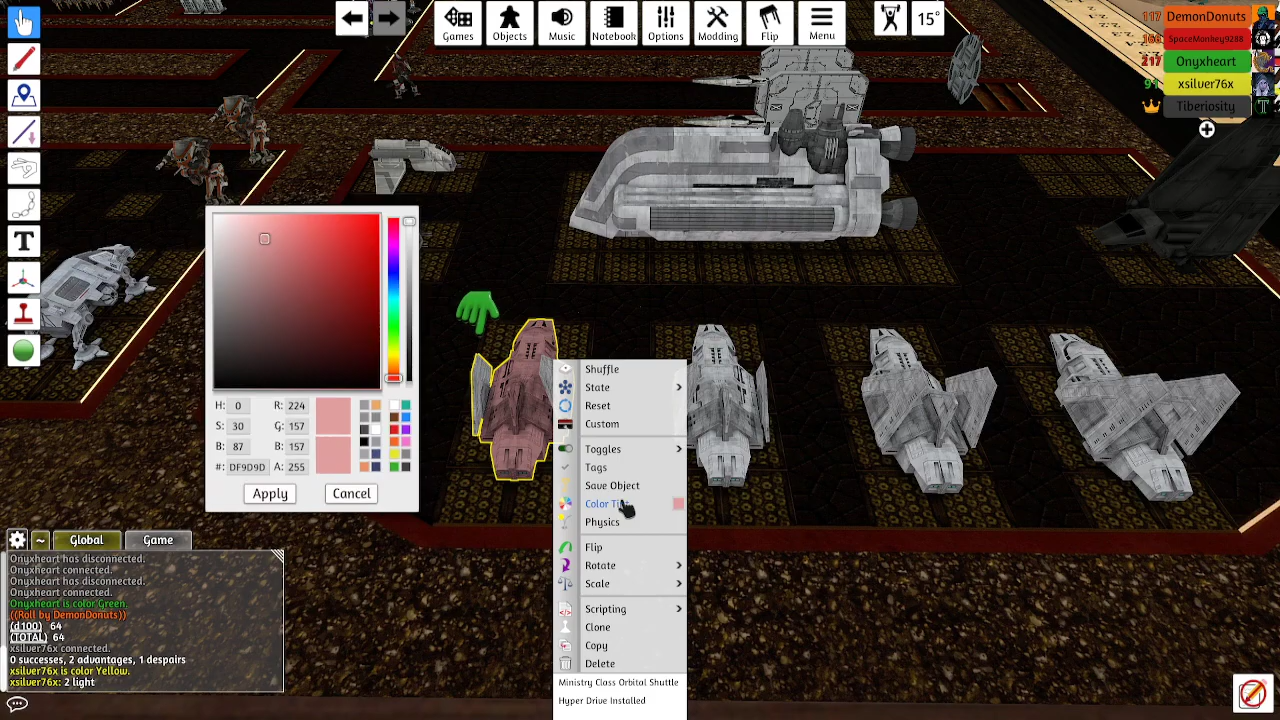 Games
Objects
Music
Notebook
Options
Modding
Flip
Menu
15°
117 DemonDonuts
168 SpaceMonkey9288
217 Onyxheart
91 xsilver76x
Tiberiosity
T
H: 0 R: 224
S: 30 G: 157
B: 87 B: 157
#: DF9D9D A: 255
Apply Cancel
Shuffle
State
Reset
Custom
Toggles
Tags
Save Object
Color Ti
Physics
Flip
Rotate
Scale
Scripting
Clone
Copy
Delete
Ministry Class Orbital Shuttle
Hyper Drive Installed
~ Global Game
Onyxheart has disconnected.
Onyxheart connected.
Onyxheart has disconnected.
Onyxheart connected.
Onyxheart is color Green.
((Roll by DemonDonuts))
(d100) 64
(TOTAL) 64
xsilver76x connected.
0 successes, 2 advantages, 1 despairs
xsilver76x is color Yellow.
xsilver76x: 2 light